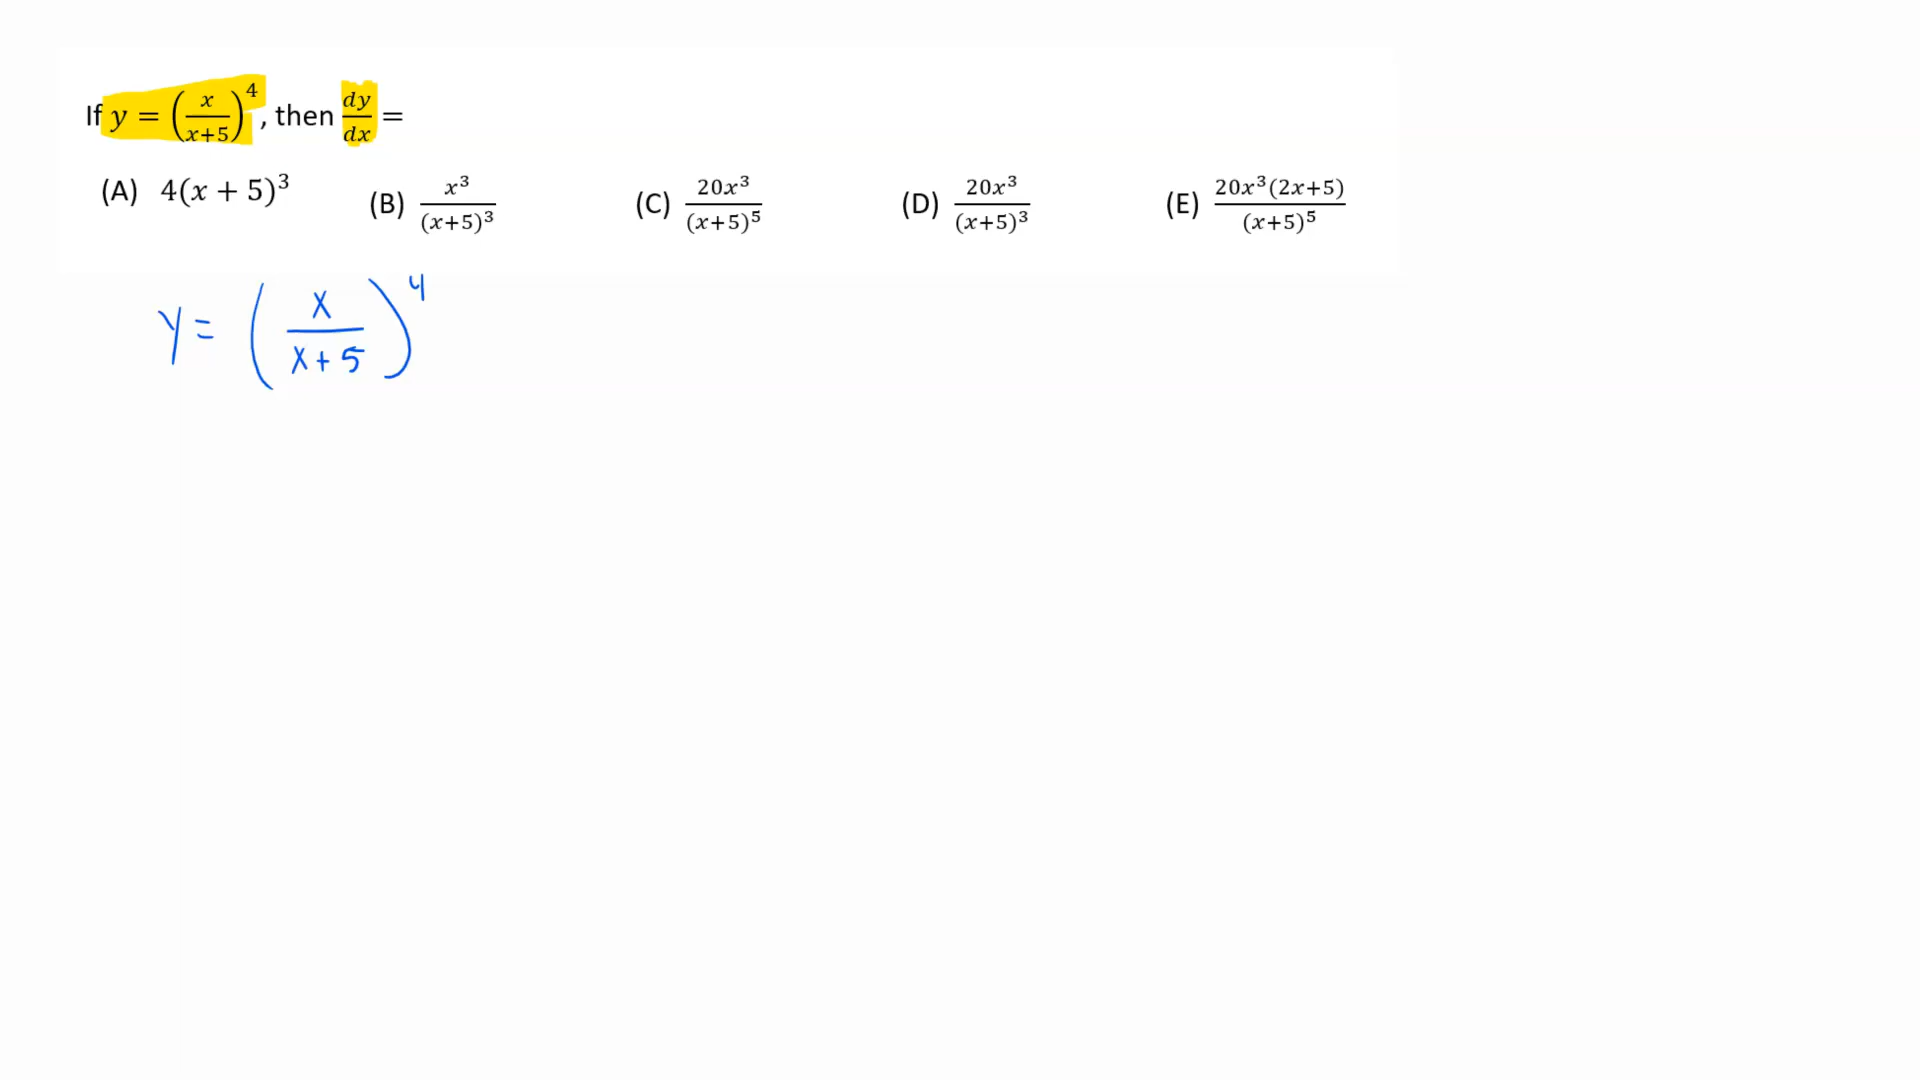 If y = (x/(x+5))^4, then dy/dx =
(A) 4(x + 5)^3 (B) x^3/(x+5)^3 (C) 20x^3/(x+5)^5 (D) 20x^3/(x+5)^3 (E) 20x^3(2x+5)/(x+5)^5
y = (x/(x+5))^4